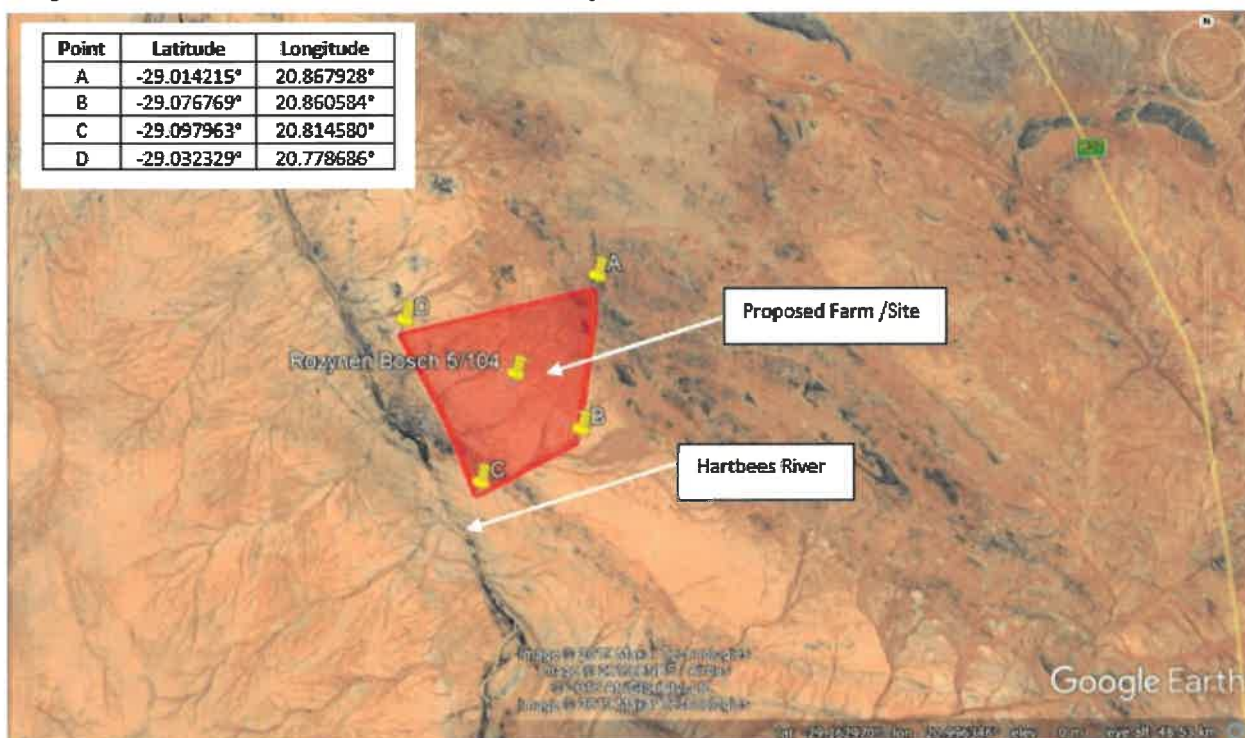 Point Latitude Longitude
A -29.014215° 20.867928°
B -29.076769° 20.860584°
C -29.097963° 20.814580°
D -29.032329° 20.778686°
N
A
D
Proposed Farm /Site
Rozynen Bosch 5/104
B
Hartbees River
C
Google Earth